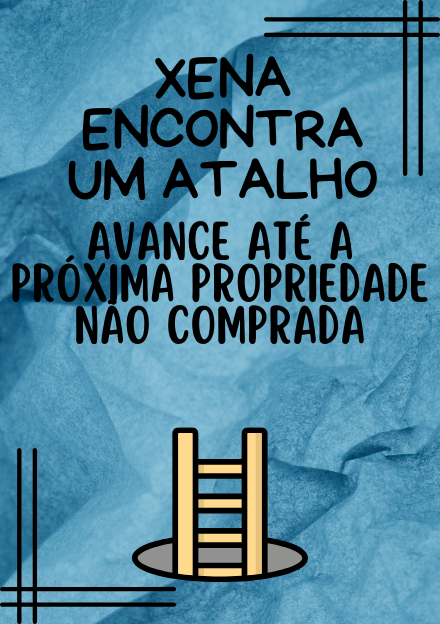 XENA
ENCONTRA
UM ATALHO
AVANCE ATÉ A
PRÓXIMA PROPRIEDADE
NÃO COMPRADA